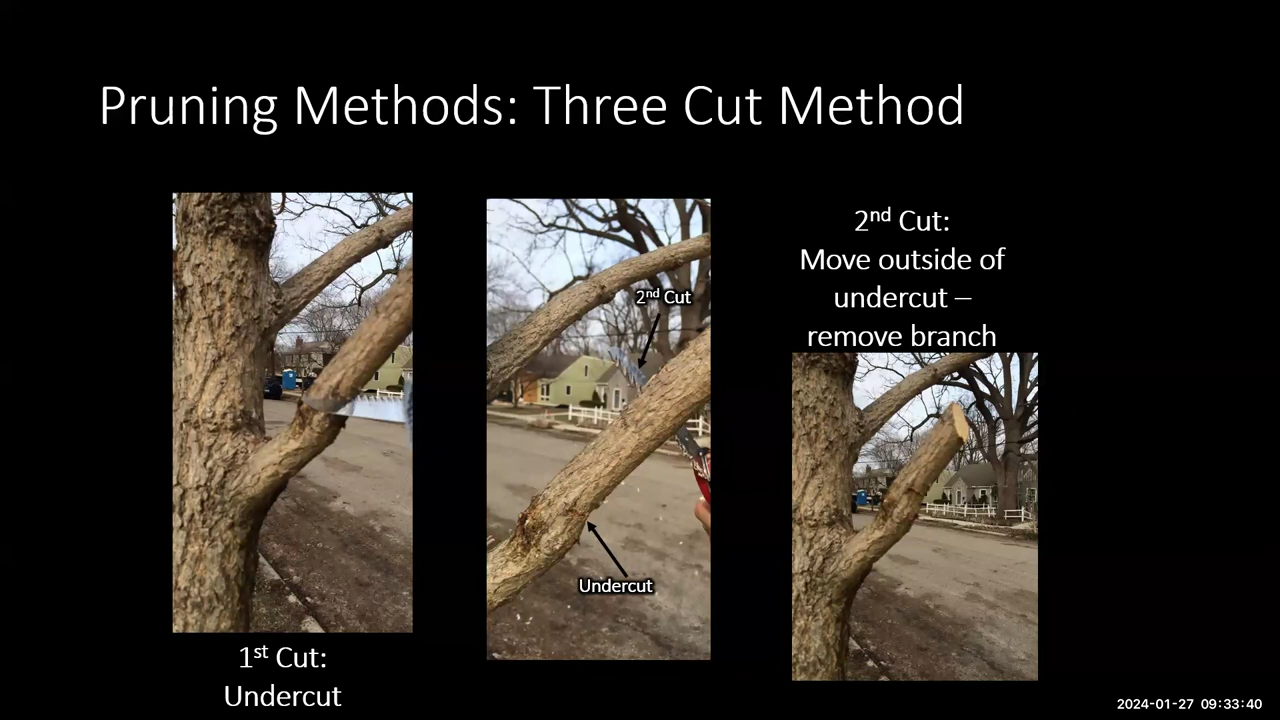 Pruning Methods: Three Cut Method
2nd Cut:
Move outside of
undercut –
remove branch
2nd Cut
Undercut
1st Cut:
Undercut
2024-01-27 09:33:40